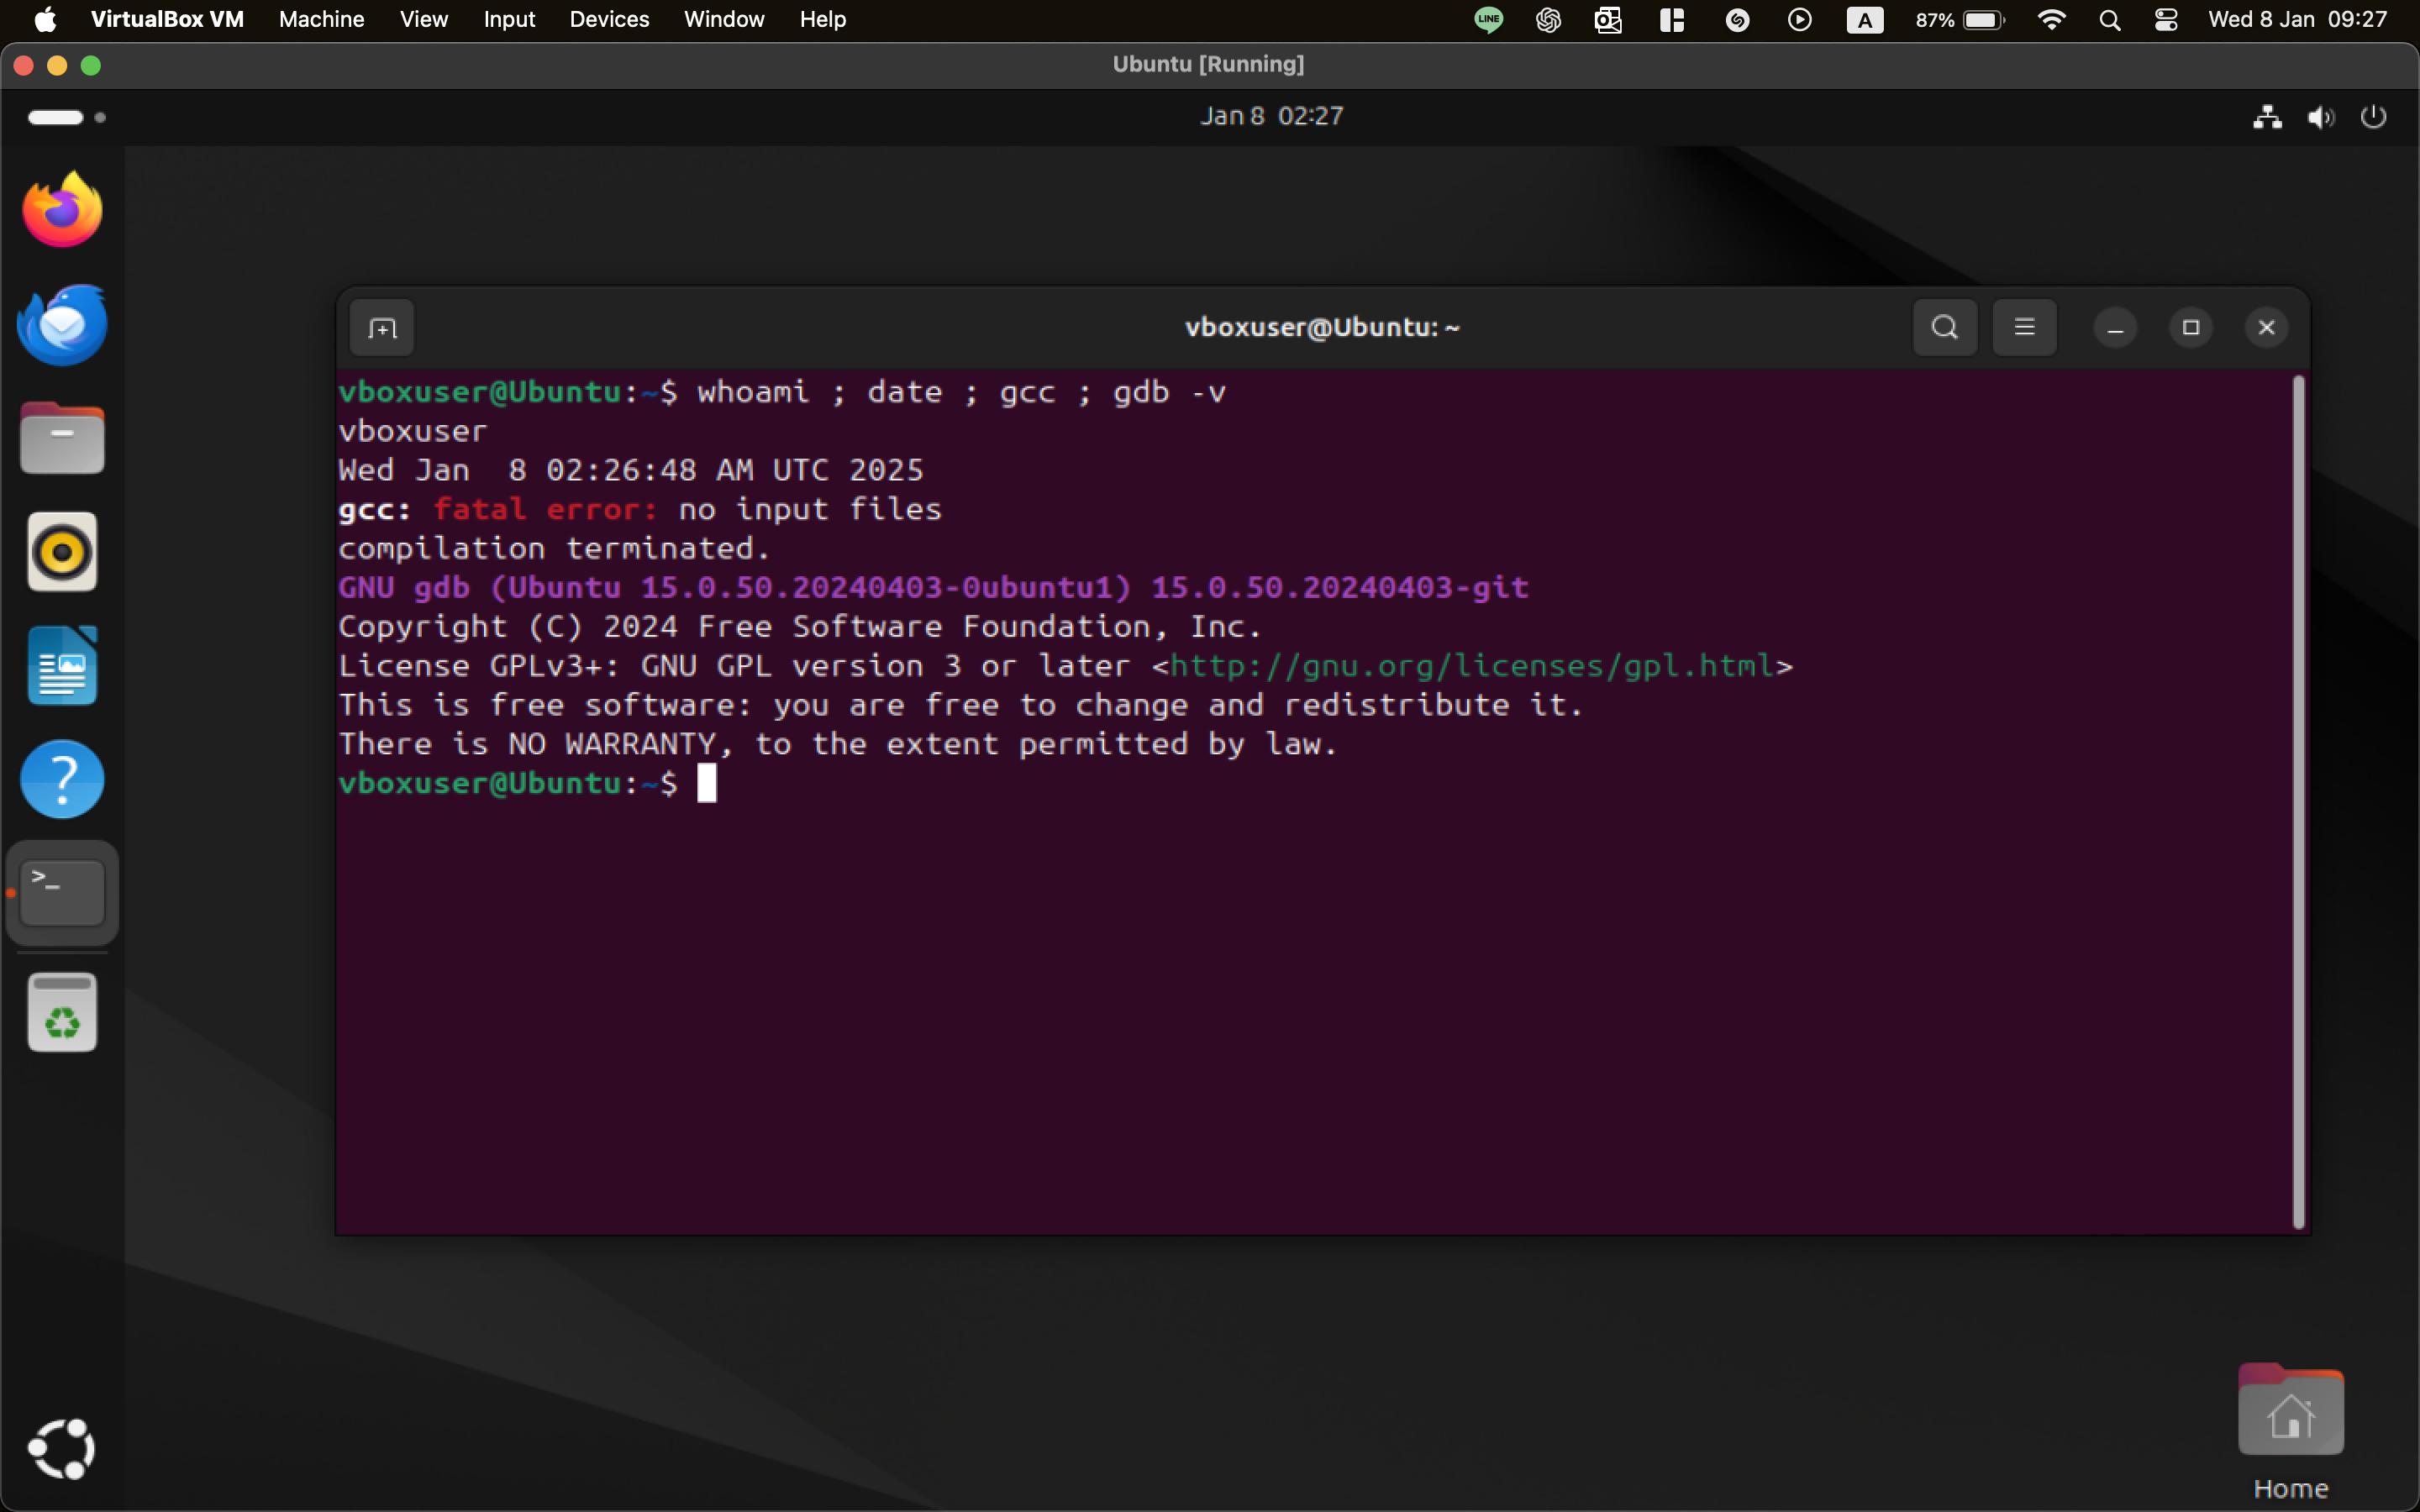 VirtualBox VM Machine View Input Devices Window Help LINE A 87% Wed 8 Jan 09:27
Ubuntu [Running]
Jan 8 02:27
vboxuser@Ubuntu: ~
vboxuser@Ubuntu:~$ whoami ; date ; gcc ; gdb -v
vboxuser
Wed Jan  8 02:26:48 AM UTC 2025
gcc: fatal error: no input files
compilation terminated.
GNU gdb (Ubuntu 15.0.50.20240403-0ubuntu1) 15.0.50.20240403-git
Copyright (C) 2024 Free Software Foundation, Inc.
License GPLv3+: GNU GPL version 3 or later <http://gnu.org/licenses/gpl.html>
This is free software: you are free to change and redistribute it.
There is NO WARRANTY, to the extent permitted by law.
vboxuser@Ubuntu:~$
Home